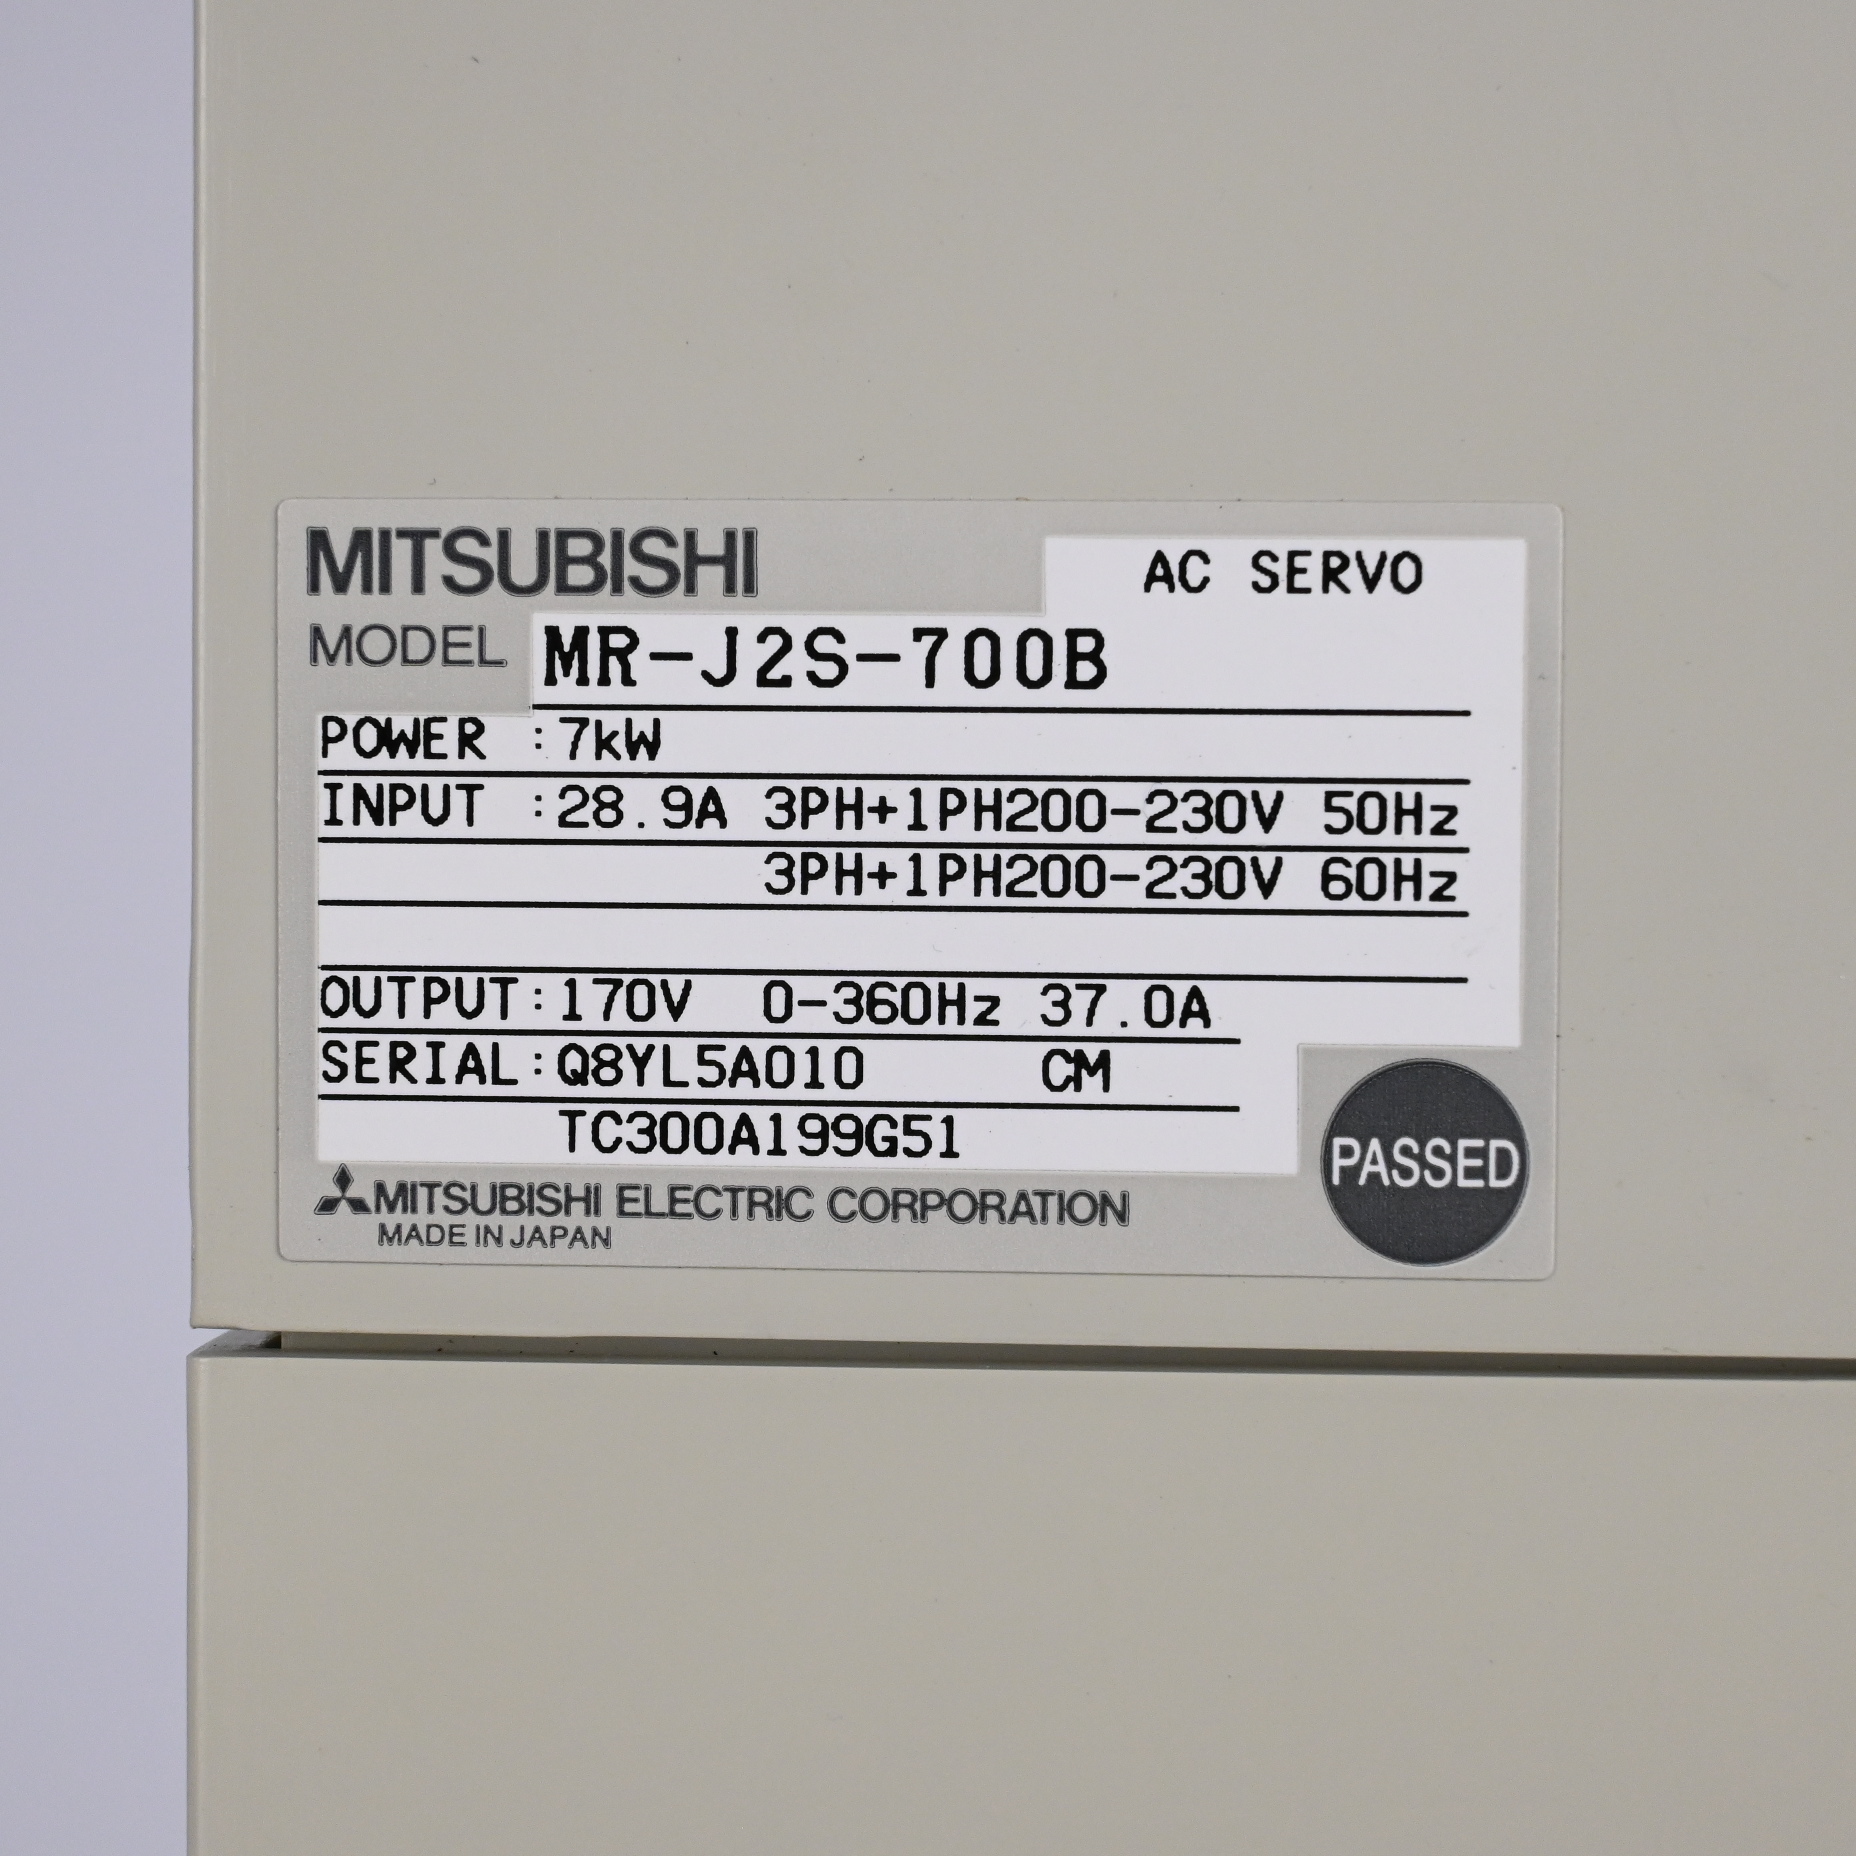 MITSUBISHI
AC SERVO
MODEL MR-J2S-700B
POWER :7kW
INPUT :28.9A 3PH+1PH200-230V 50Hz
3PH+1PH200-230V 60Hz
OUTPUT:170V 0-360Hz 37.0A
SERIAL:Q8YL5A010 CM
TC300A199G51
PASSED
MITSUBISHI ELECTRIC CORPORATION
MADE IN JAPAN